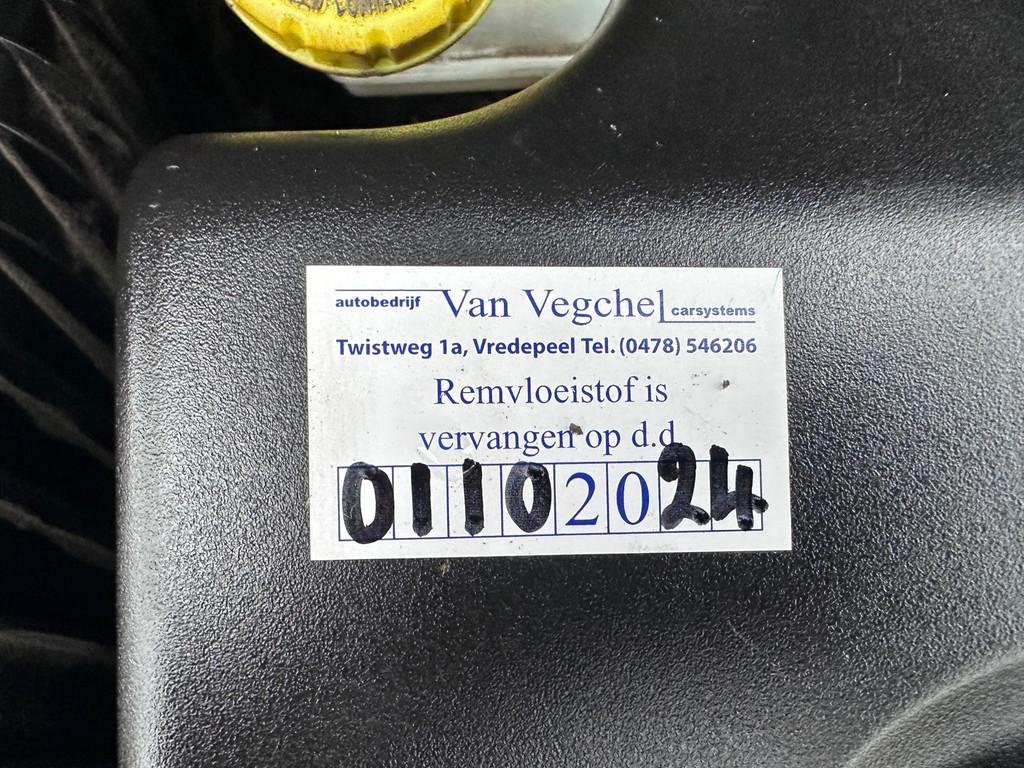 autobedrijf Van Vegchel carsystems
Twistweg 1a, Vredepeel Tel. (0478) 546206
Remvloeistof is
vervangen op d.d.
01102024